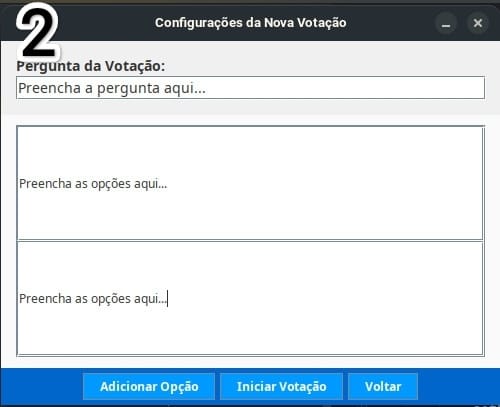 2
Configurações da Nova Votação
Pergunta da Votação:
Preencha a pergunta aqui...
Preencha as opções aqui...
Preencha as opções aqui...
Adicionar Opção Iniciar Votação Voltar